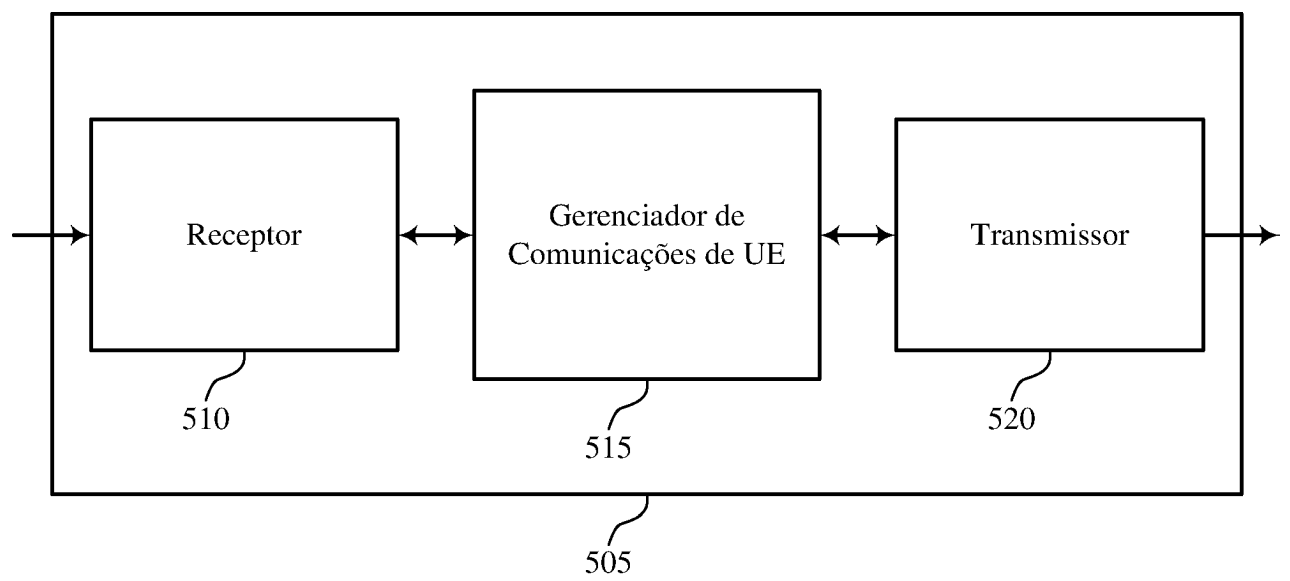 Receptor
Gerenciador de
Comunicações de UE
Transmissor
510
515
520
505